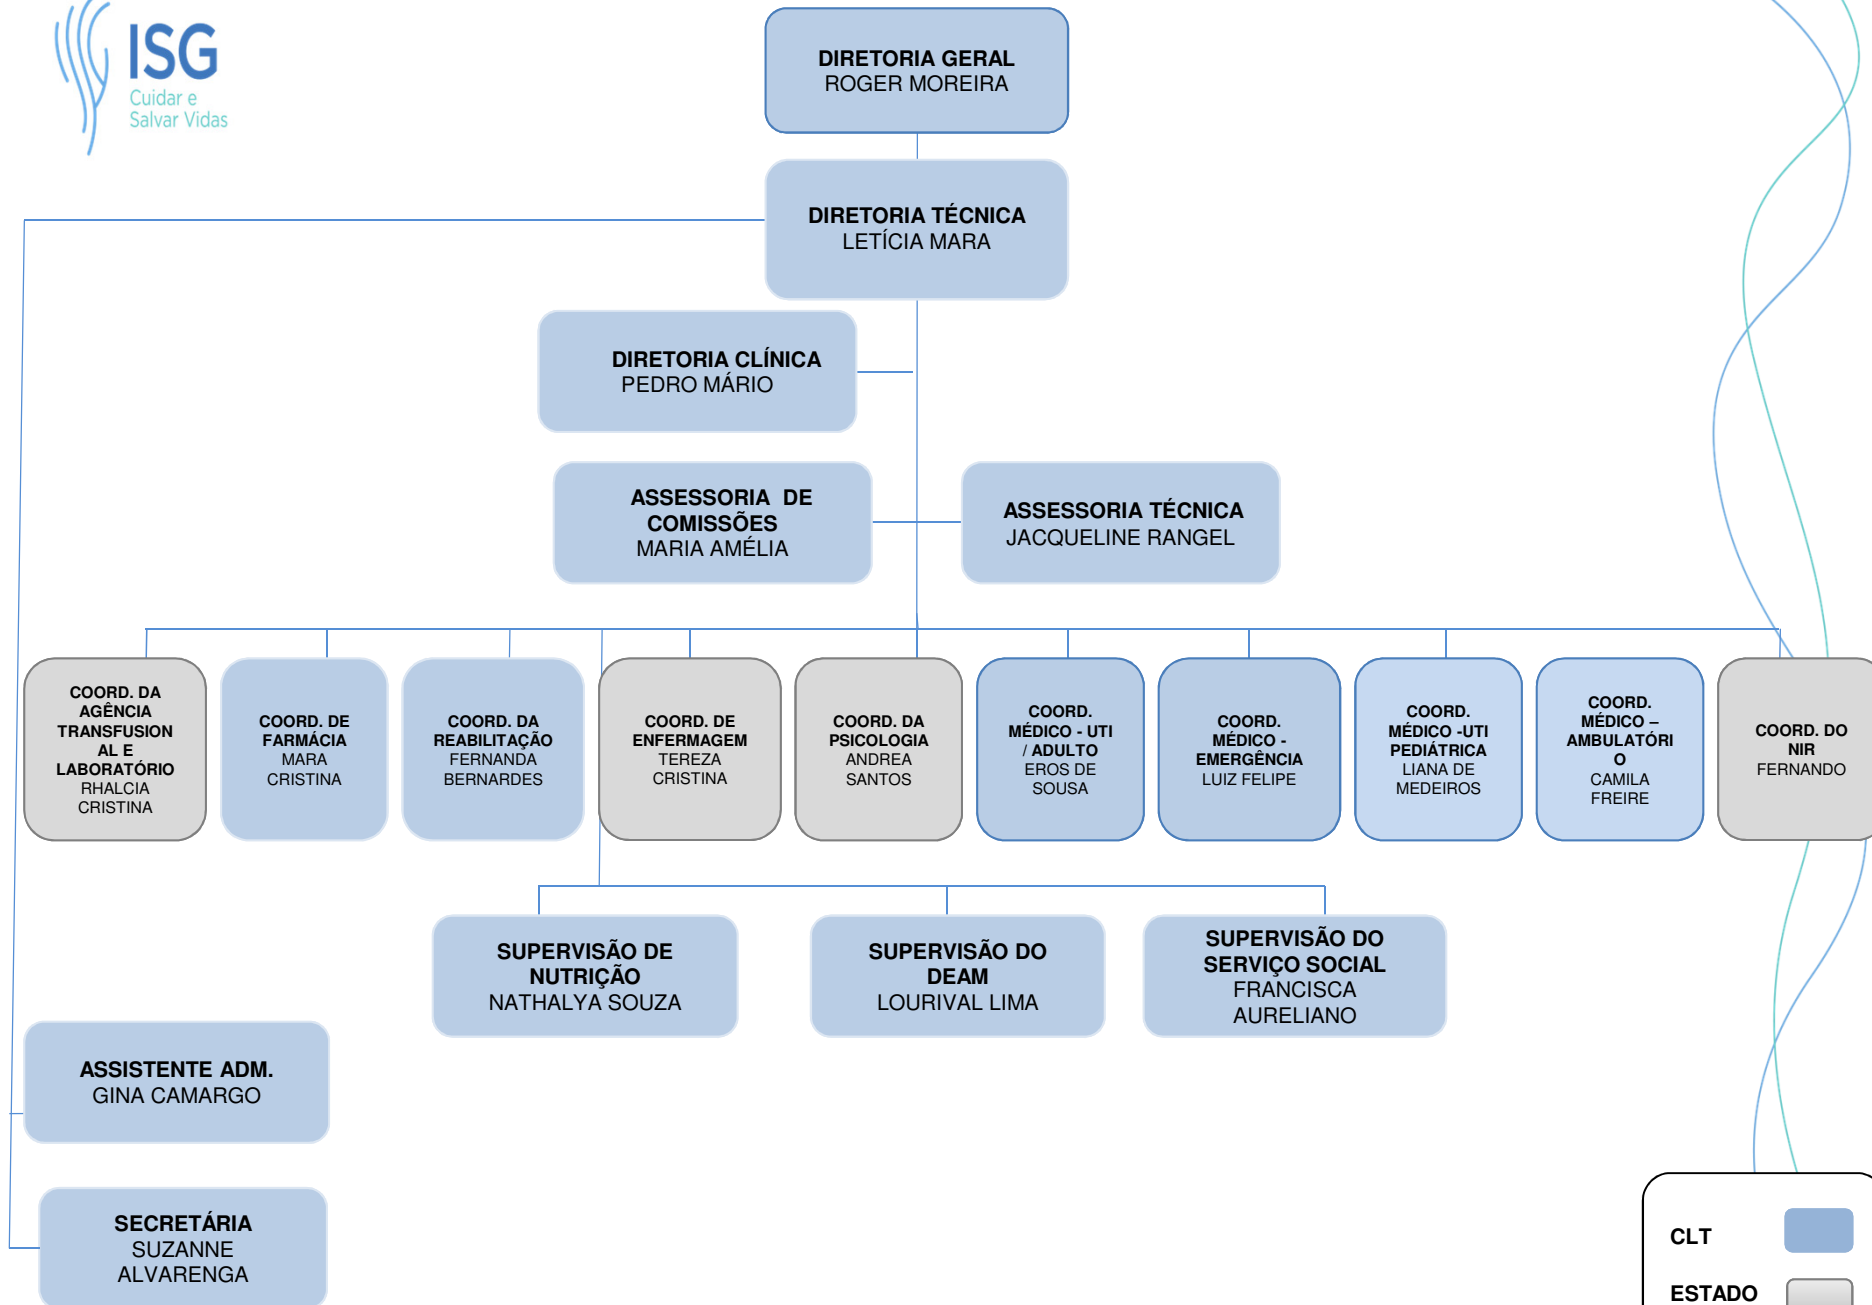 ISG
Cuidar e
Salvar Vidas
DIRETORIA GERAL
ROGER MOREIRA
DIRETORIA TÉCNICA
LETÍCIA MARA
DIRETORIA CLÍNICA
PEDRO MÁRIO
ASSESSORIA DE
COMISSÕES
MARIA AMÉLIA
ASSESSORIA TÉCNICA
JACQUELINE RANGEL
COORD. DA
AGÊNCIA
TRANSFUSION
AL E
LABORATÓRIO
RHALCIA
CRISTINA
COORD. DE
FARMÁCIA
MARA
CRISTINA
COORD. DA
REABILITAÇÃO
FERNANDA
BERNARDES
COORD. DE
ENFERMAGEM
TEREZA
CRISTINA
COORD. DA
PSICOLOGIA
ANDREA
SANTOS
COORD.
MÉDICO - UTI
/ ADULTO
EROS DE
SOUSA
COORD.
MÉDICO -
EMERGÊNCIA
LUIZ FELIPE
COORD.
MÉDICO -UTI
PEDIÁTRICA
LIANA DE
MEDEIROS
COORD.
MÉDICO –
AMBULATÓRI
O
CAMILA
FREIRE
COORD. DO
NIR
FERNANDO
SUPERVISÃO DE
NUTRIÇÃO
NATHALYA SOUZA
SUPERVISÃO DO
DEAM
LOURIVAL LIMA
SUPERVISÃO DO
SERVIÇO SOCIAL
FRANCISCA
AURELIANO
ASSISTENTE ADM.
GINA CAMARGO
SECRETÁRIA
SUZANNE
ALVARENGA
CLT
ESTADO